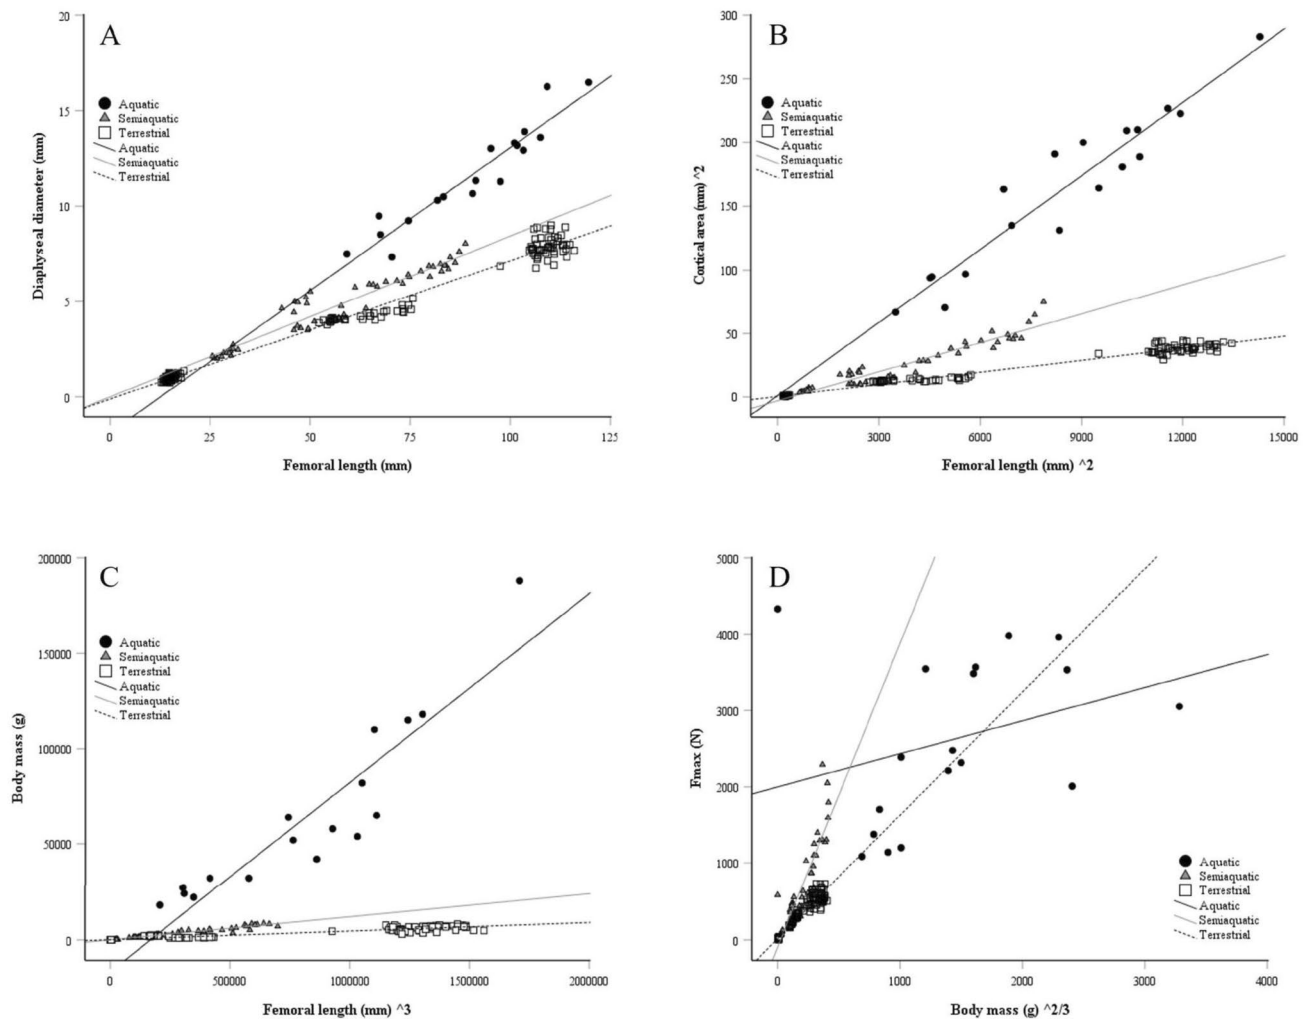 A
20
15
10
5
0
Diaphyseal diameter (mm)
Aquatic
Semiaquatic
Terrestrial
Aquatic
Semiaquatic
Terrestrial
0 25 50 75 100 125
Femoral length (mm)
B
300
250
200
150
100
50
0
Cortical area (mm) ^2
Aquatic
Semiaquatic
Terrestrial
Aquatic
Semiaquatic
Terrestrial
0 3000 6000 9000 12000 15000
Femoral length (mm) ^2
C
200000
150000
100000
50000
0
Body mass (g)
Aquatic
Semiaquatic
Terrestrial
Aquatic
Semiaquatic
Terrestrial
0 500000 1000000 1500000 2000000
Femoral length (mm) ^3
D
5000
4000
3000
2000
1000
0
Fmax (N)
Aquatic
Semiaquatic
Terrestrial
Aquatic
Semiaquatic
Terrestrial
0 1000 2000 3000 4000
Body mass (g) ^2/3